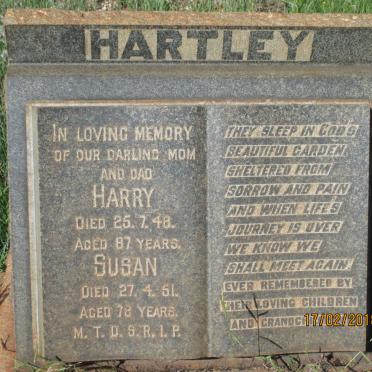 HARTLEY
IN LOVING MEMORY
OF OUR DARLING MOM
AND DAD
HARRY
DIED 25. 7. 48.
AGED 87 YEARS.
SUSAN
DIED 27. 4. 51.
AGED 78 YEARS.
M. T. D. S. R. I. P.
THEY SLEEP IN GOD'S
BEAUTIFUL GARDEN
SHELTERED FROM
SORROW AND PAIN
AND WHEN LIFE'S
JOURNEY IS OVER
WE KNOW WE
SHALL MEET AGAIN
EVER REMEMBERED BY
THEIR LOVING CHILDREN
AND
17/02/201